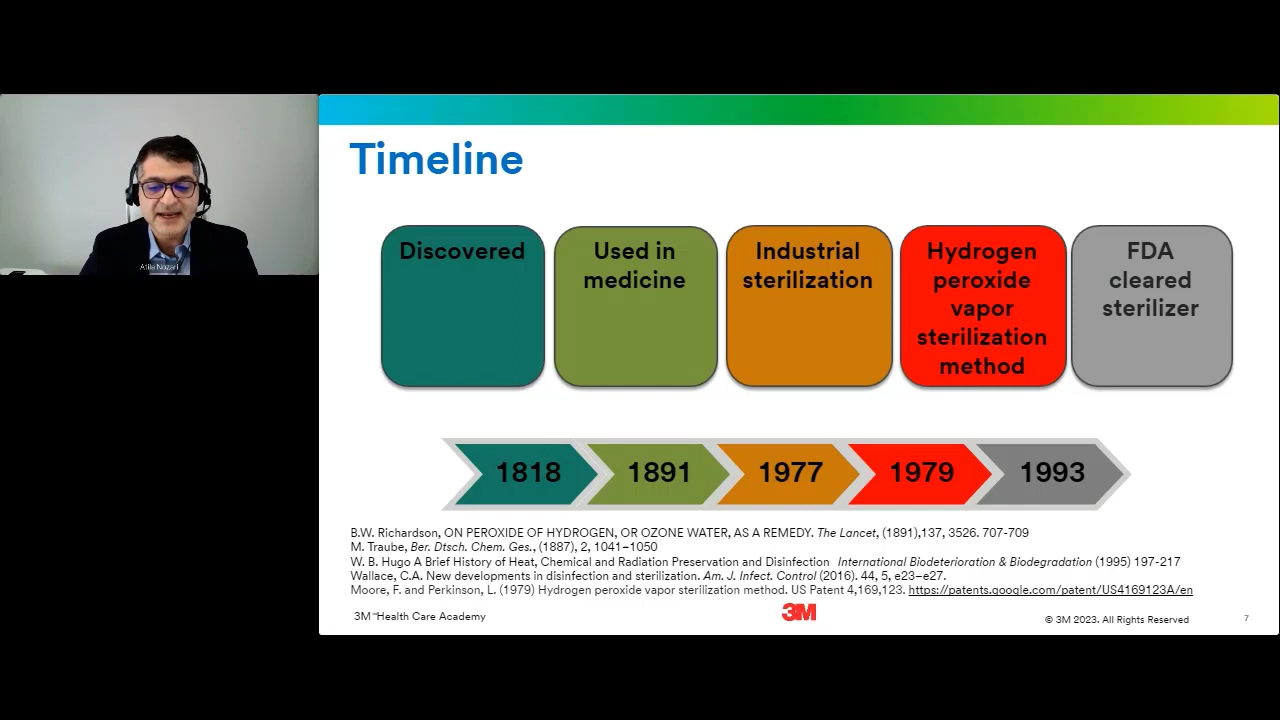 Timeline
Discovered
Used in
medicine
Industrial
sterilization
Hydrogen
peroxide
vapor
sterilization
method
FDA
cleared
sterilizer
1818
1891
1977
1979
1993
B.W. Richardson, ON PEROXIDE OF HYDROGEN, OR OZONE WATER, AS A REMEDY. The Lancet, (1891),137, 3526. 707-709
M. Traube, Ber. Dtsch. Chem. Ges., (1887), 2, 1041–1050
W. B. Hugo A Brief History of Heat, Chemical and Radiation Preservation and Disinfection International Biodeterioration & Biodegradation (1995) 197-217
Wallace, C.A. New developments in disinfection and sterilization. Am. J. Infect. Control (2016). 44, 5, e23–e27.
Moore, F. and Perkinson, L. (1979) Hydrogen peroxide vapor sterilization method. US Patent 4,169,123. https://patents.google.com/patent/US4169123A/en
3M™Health Care Academy
3M
© 3M 2023. All Rights Reserved
7
Atila Nozari